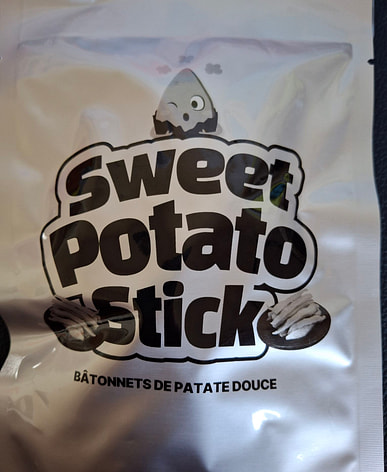 Sweet
Potato
Stick
BÂTONNETS DE PATATE DOUCE